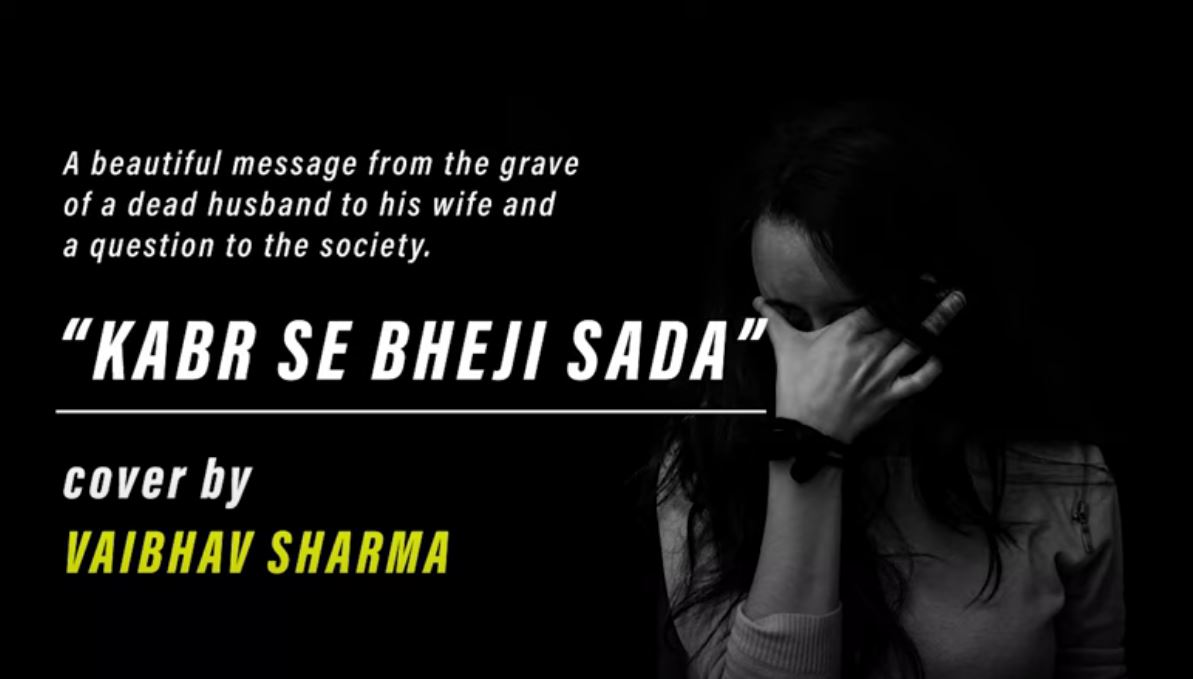 A beautiful message from the grave
of a dead husband to his wife and
a question to the society.
“KABR SE BHEJI SADA”
cover by
VAIBHAV SHARMA